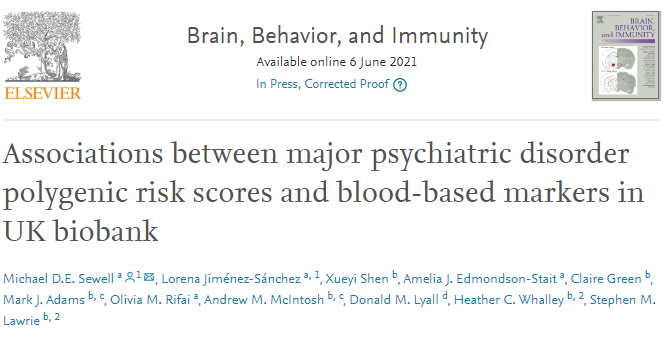 Brain, Behavior, and Immunity
Available online 6 June 2021
In Press, Corrected Proof ?
ELSEVIER
BRAIN,
BEHAVIOR,
and IMMUNITY
Associations between major psychiatric disorder
polygenic risk scores and blood-based markers in
UK biobank
Michael D.E. Sewell a 1, Lorena Jiménez-Sánchez a, 1, Xueyi Shen b, Amelia J. Edmondson-Stait a, Claire Green b,
Mark J. Adams b, c, Olivia M. Rifai a, Andrew M. McIntosh b, c, Donald M. Lyall d, Heather C. Whalley b, 2, Stephen M.
Lawrie b, 2